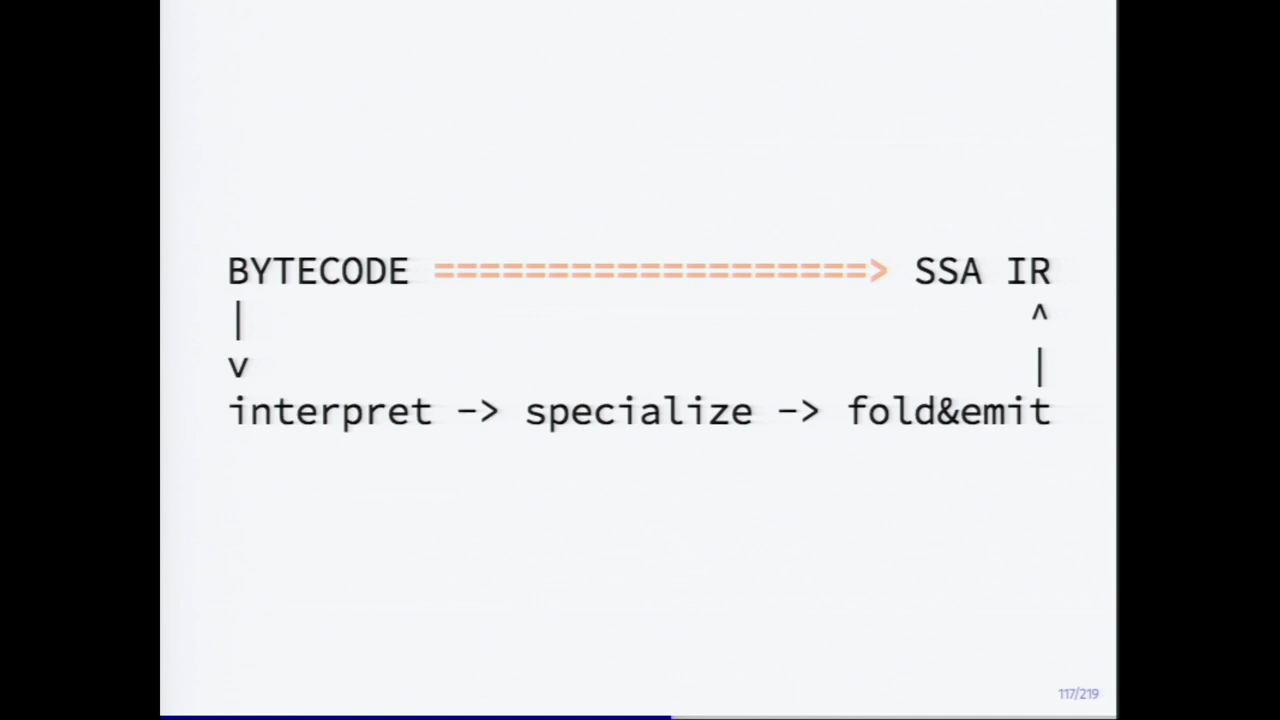 BYTECODE ===================> SSA IR
|                                  ^
v                                  |
interpret -> specialize -> fold&emit
117/219